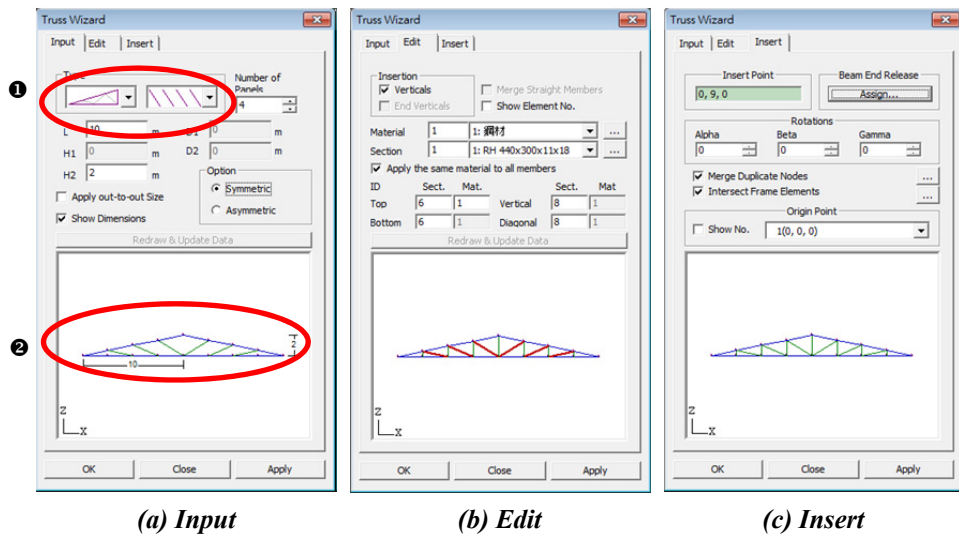 Truss Wizard
Input Edit Insert
❶
Type
Number of
Panels
4
L 10 m D1 0 m
H1 0 m D2 0 m
H2 2 m
Option
Symmetric
Asymmetric
Apply out-to-out Size
Show Dimensions
Redraw & Update Data
❷
2
10
Z
X
OK Close Apply
(a) Input
Truss Wizard
Input Edit Insert
Insertion
Verticals
End Verticals
Merge Straight Members
Show Element No.
Material 1 1: 鋼材 ...
Section 1 1: RH 440x300x11x18 ...
Apply the same material to all members
ID Sect. Mat. Sect. Mat
Top 6 1 Vertical 8 1
Bottom 6 1 Diagonal 8 1
Redraw & Update Data
Z
X
OK Close Apply
(b) Edit
Truss Wizard
Input Edit Insert
Insert Point
0, 9, 0
Beam End Release
Assign...
Rotations
Alpha Beta Gamma
0 0 0
Merge Duplicate Nodes ...
Intersect Frame Elements ...
Origin Point
Show No. 1(0, 0, 0)
Z
X
OK Close Apply
(c) Insert